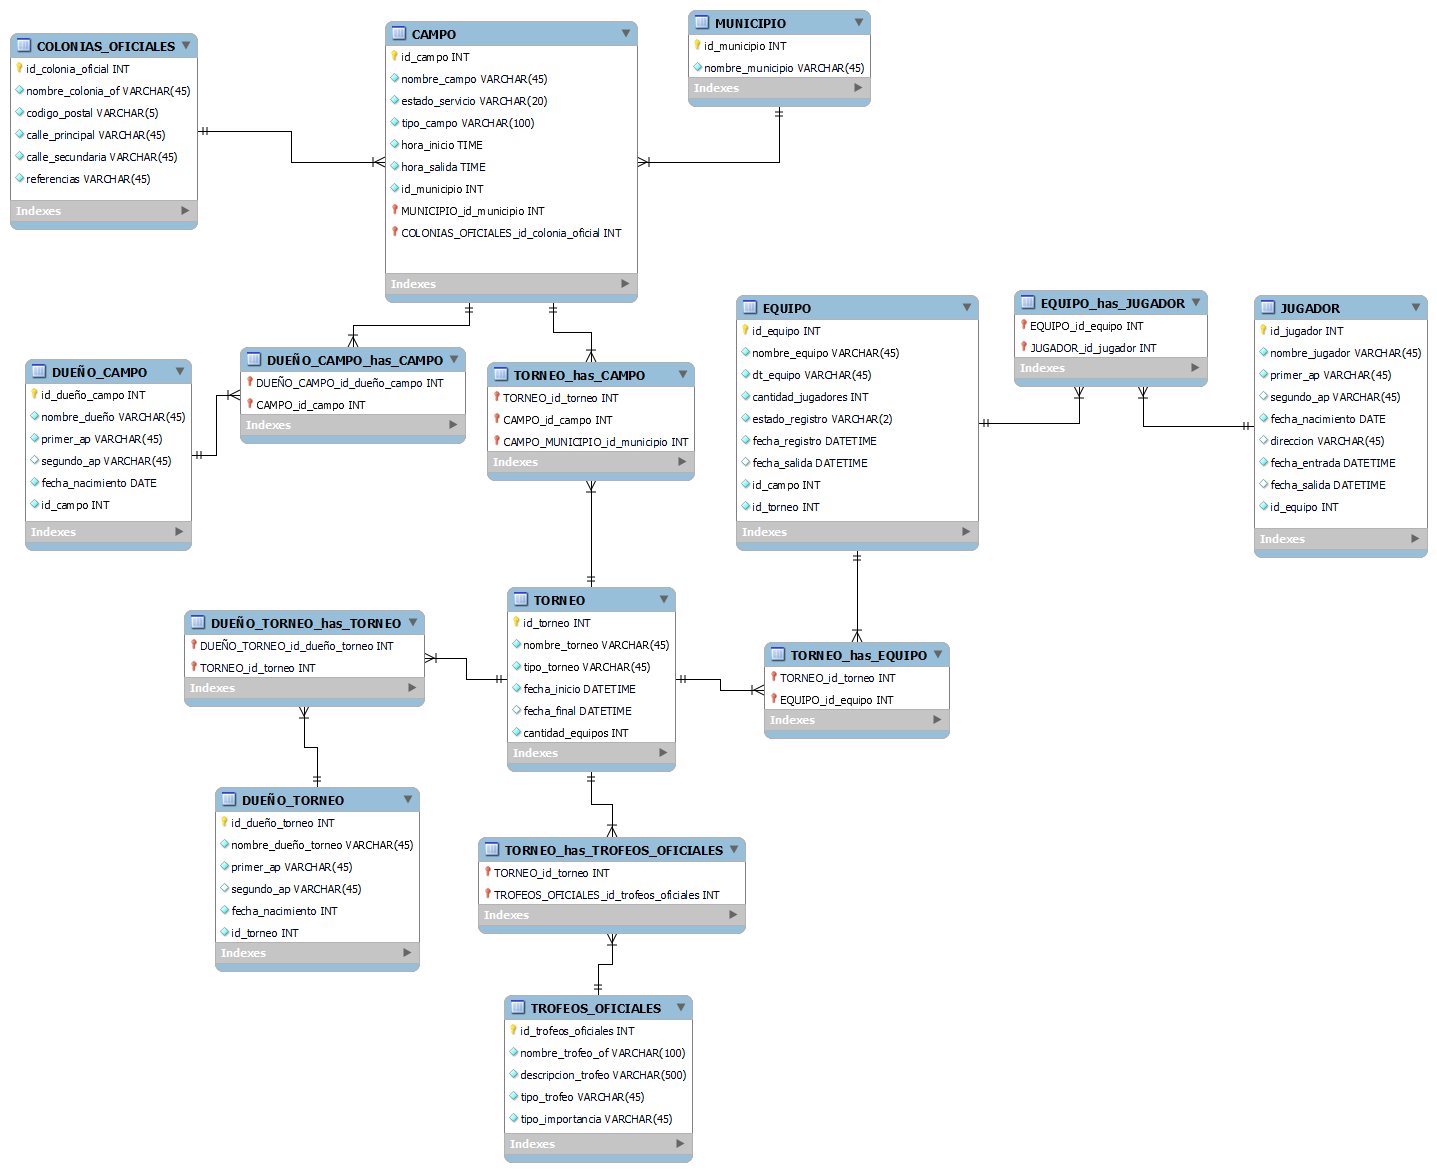 COLONIAS_OFICIALES
id_colonia_oficial INT
nombre_colonia_of VARCHAR(45)
codigo_postal VARCHAR(5)
calle_principal VARCHAR(45)
calle_secundaria VARCHAR(45)
referencias VARCHAR(45)
Indexes
CAMPO
id_campo INT
nombre_campo VARCHAR(45)
estado_servicio VARCHAR(20)
tipo_campo VARCHAR(100)
hora_inicio TIME
hora_salida TIME
id_municipio INT
MUNICIPIO_id_municipio INT
COLONIAS_OFICIALES_id_colonia_oficial INT
Indexes
MUNICIPIO
id_municipio INT
nombre_municipio VARCHAR(45)
Indexes
DUEÑO_CAMPO
id_dueño_campo INT
nombre_dueño VARCHAR(45)
primer_ap VARCHAR(45)
segundo_ap VARCHAR(45)
fecha_nacimiento DATE
id_campo INT
Indexes
DUEÑO_CAMPO_has_CAMPO
DUEÑO_CAMPO_id_dueño_campo INT
CAMPO_id_campo INT
Indexes
TORNEO_has_CAMPO
TORNEO_id_torneo INT
CAMPO_id_campo INT
CAMPO_MUNICIPIO_id_municipio INT
Indexes
EQUIPO
id_equipo INT
nombre_equipo VARCHAR(45)
dt_equipo VARCHAR(45)
cantidad_jugadores INT
estado_registro VARCHAR(2)
fecha_registro DATETIME
fecha_salida DATETIME
id_campo INT
id_torneo INT
Indexes
EQUIPO_has_JUGADOR
EQUIPO_id_equipo INT
JUGADOR_id_jugador INT
Indexes
JUGADOR
id_jugador INT
nombre_jugador VARCHAR(45)
primer_ap VARCHAR(45)
segundo_ap VARCHAR(45)
fecha_nacimiento DATE
direccion VARCHAR(45)
fecha_entrada DATETIME
fecha_salida DATETIME
id_equipo INT
Indexes
DUEÑO_TORNEO_has_TORNEO
DUEÑO_TORNEO_id_dueño_torneo INT
TORNEO_id_torneo INT
Indexes
TORNEO
id_torneo INT
nombre_torneo VARCHAR(45)
tipo_torneo VARCHAR(45)
fecha_inicio DATETIME
fecha_final DATETIME
cantidad_equipos INT
Indexes
TORNEO_has_EQUIPO
TORNEO_id_torneo INT
EQUIPO_id_equipo INT
Indexes
DUEÑO_TORNEO
id_dueño_torneo INT
nombre_dueño_torneo VARCHAR(45)
primer_ap VARCHAR(45)
segundo_ap VARCHAR(45)
fecha_nacimiento INT
id_torneo INT
Indexes
TORNEO_has_TROFEOS_OFICIALES
TORNEO_id_torneo INT
TROFEOS_OFICIALES_id_trofeos_oficiales INT
Indexes
TROFEOS_OFICIALES
id_trofeos_oficiales INT
nombre_trofeo_of VARCHAR(100)
descripcion_trofeo VARCHAR(500)
tipo_trofeo VARCHAR(45)
tipo_importancia VARCHAR(45)
Indexes